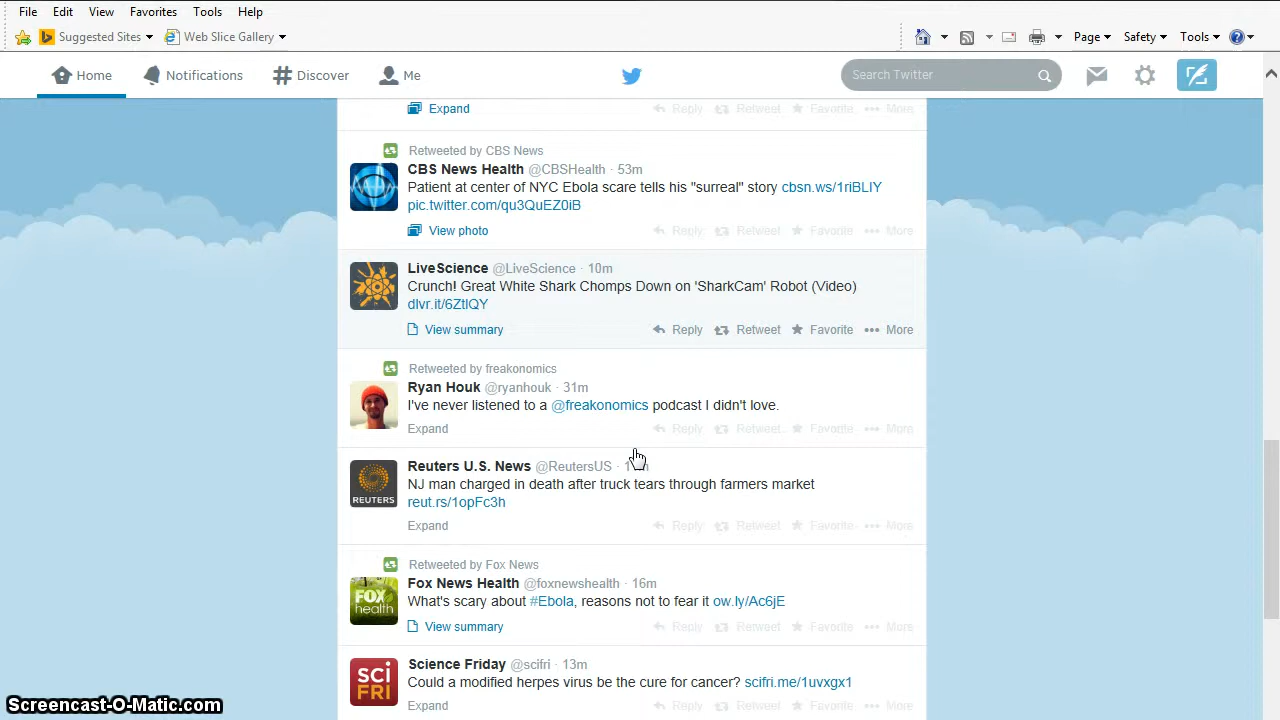 File Edit View Favorites Tools Help
Suggested Sites Web Slice Gallery Page Safety Tools
Home Notifications # Discover Me Search Twitter
Expand Reply Retweet Favorite More
Retweeted by CBS News
CBS News Health @CBSHealth · 53m
Patient at center of NYC Ebola scare tells his "surreal" story cbsn.ws/1riBLIY
pic.twitter.com/qu3QuEZ0iB
View photo Reply Retweet Favorite More
LiveScience @LiveScience · 10m
Crunch! Great White Shark Chomps Down on 'SharkCam' Robot (Video)
dlvr.it/6ZtlQY
View summary Reply Retweet Favorite More
Retweeted by freakonomics
Ryan Houk @ryanhouk · 31m
I've never listened to a @freakonomics podcast I didn't love.
Expand Reply Retweet Favorite More
Reuters U.S. News @ReutersUS ·
REUTERS
NJ man charged in death after truck tears through farmers market
reut.rs/1opFc3h
Expand Reply Retweet Favorite More
Retweeted by Fox News
Fox News Health @foxnewshealth · 16m
FOX
health
What's scary about #Ebola, reasons not to fear it ow.ly/Ac6jE
View summary Reply Retweet Favorite More
Science Friday @scifri · 13m
SCI
FRI
Could a modified herpes virus be the cure for cancer? scifri.me/1uvxgx1
Expand Reply Retweet Favorite More
Screencast-O-Matic.com